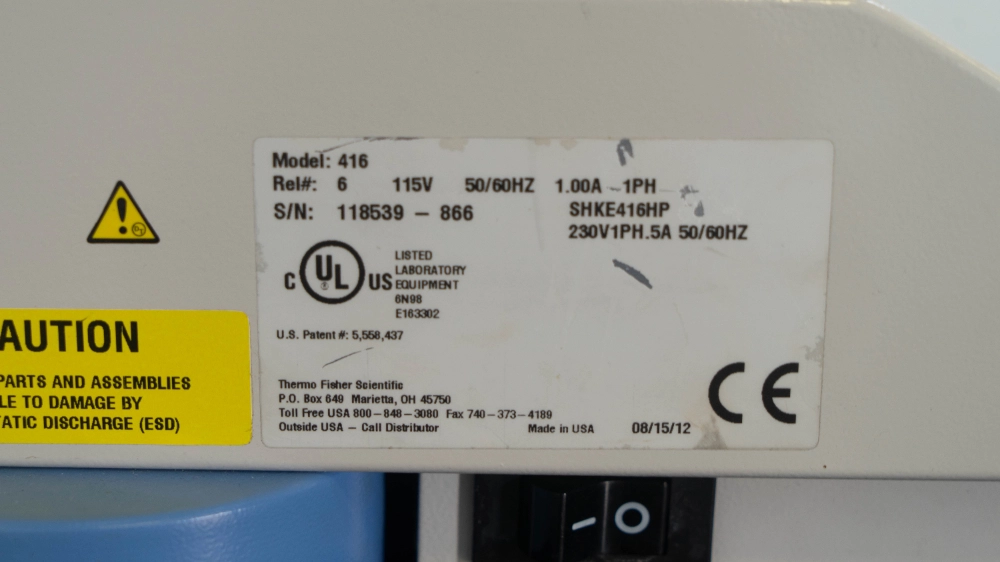 Model: 416
Rel#: 6 115V 50/60HZ 1.00A ~1PH
S/N: 118539 – 866 SHKE416HP
230V1PH.5A 50/60HZ
C UL US
®
LISTED
LABORATORY
EQUIPMENT
6N98
E163302
U.S. Patent #: 5,558,437
Thermo Fisher Scientific
P.O. Box 649 Marietta, OH 45750
Toll Free USA 800–848–3080 Fax 740–373–4189
Outside USA – Call Distributor Made in USA 08/15/12
CE
AUTION
PARTS AND ASSEMBLIES
LE TO DAMAGE BY
TATIC DISCHARGE (ESD)